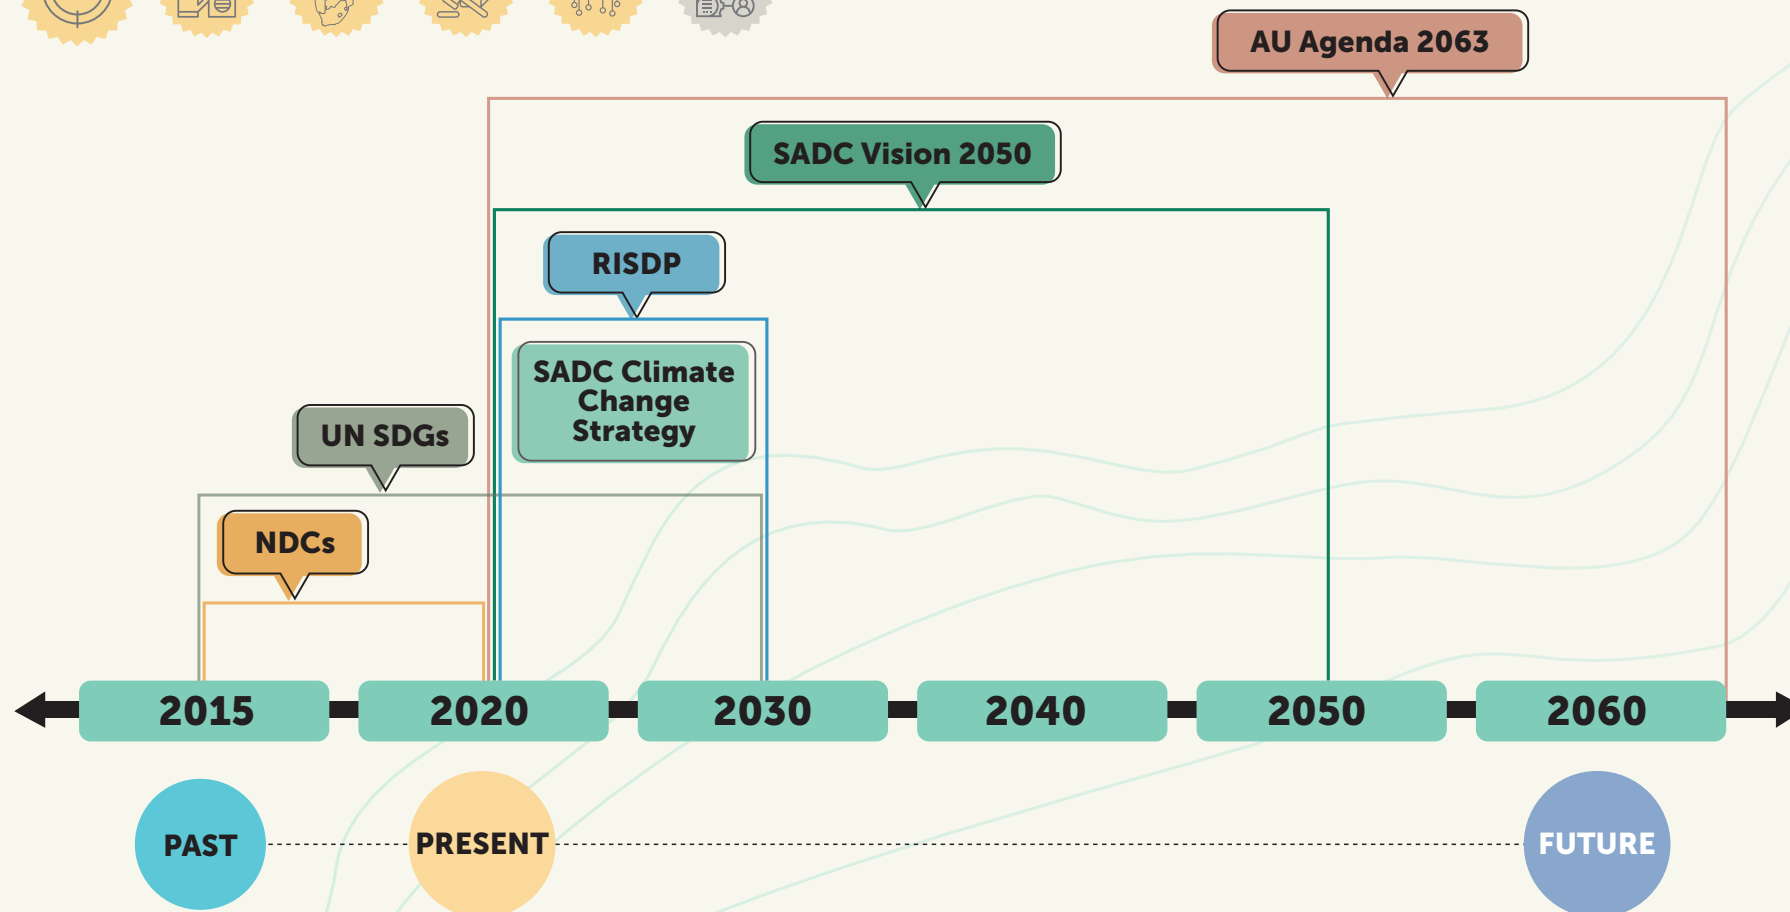 AU Agenda 2063
SADC Vision 2050
RISDP
SADC Climate
Change
Strategy
UN SDGs
NDCs
2015
2020
2030
2040
2050
2060
PAST
PRESENT
FUTURE